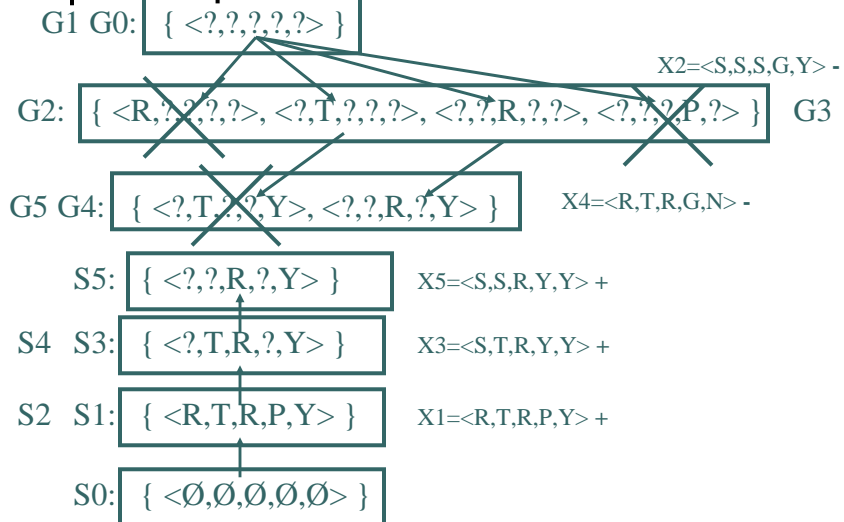 G1 G0: { <?,?,?,?,?> }
X2=<S,S,S,G,Y> -
G2: { <R,?,?,?,?>, <?,T,?,?,?>, <?,?,R,?,?>, <?,?,?,P,?> } G3
G5 G4: { <?,T,?,?,Y>, <?,?,R,?,Y> } X4=<R,T,R,G,N> -
S5: { <?,?,R,?,Y> } X5=<S,S,R,Y,Y> +
S4 S3: { <?,T,R,?,Y> } X3=<S,T,R,Y,Y> +
S2 S1: { <R,T,R,P,Y> } X1=<R,T,R,P,Y> +
S0: { <Ø,Ø,Ø,Ø,Ø> }